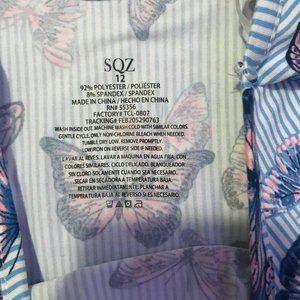 SQZ
12
92% POLYESTER / POLIÉSTER
8% SPANDEX / SPANDEX
MADE IN CHINA / HECHO EN CHINA
RN# 55356
FACTORY# TCL-0807
TRACKING# FEB205290763
WASH INSIDE OUT. MACHINE WASH COLD WITH SIMILAR COLORS.
GENTLE CYCLE. ONLY NON-CHLORINE BLEACH WHEN NEEDED.
TUMBLE DRY LOW. REMOVE PROMPTLY.
LOW IRON ON REVERSE SIDE IF NEEDED.
LAVAR AL REVÉS. LAVAR A MAQUINA EN AGUA FRIA, CON
COLORES SIMILARES. CICLO DELICADO. BLANQUEADOR
SIN CLORO SOLAMENTE CUANDO SEA NECESARIO.
SECAR EN SECADORA A TEMPERATURA BAJA.
RETIRAR INMEDIATAMENTE. PLANCHAR A
TEMPERATURA BAJA AL REVERSO SI ES NECESARIO.